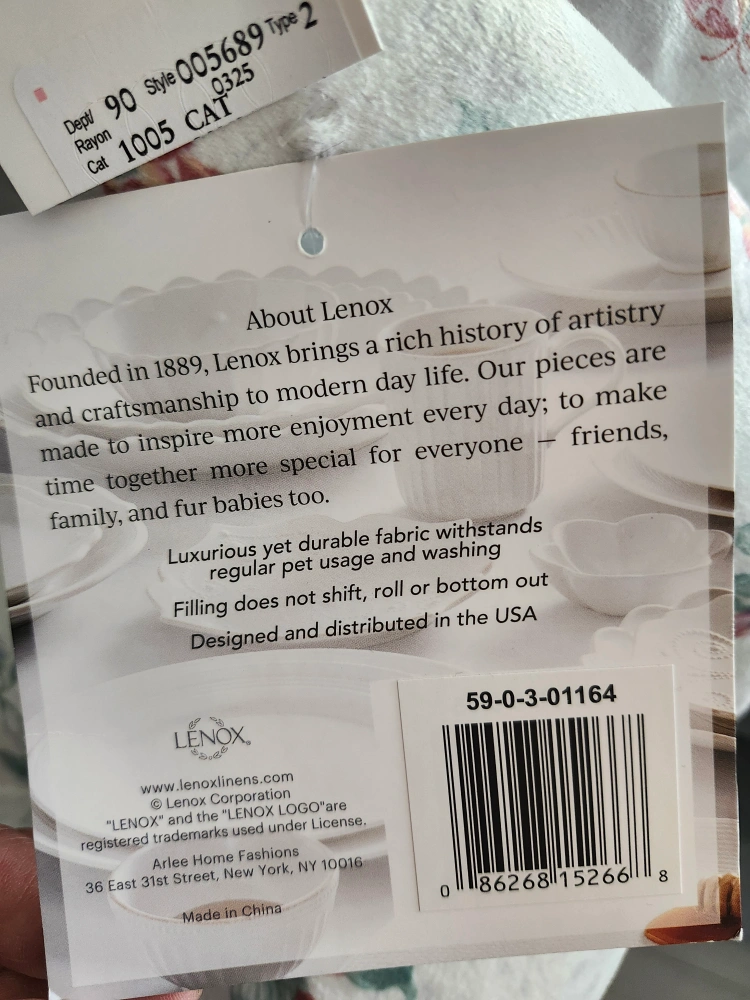 Dept/ 90 Style 005689 Type 2
Rayon 0325
Cat 1005 CAT
About Lenox
Founded in 1889, Lenox brings a rich history of artistry
and craftsmanship to modern day life. Our pieces are
made to inspire more enjoyment every day; to make
time together more special for everyone — friends,
family, and fur babies too.
Luxurious yet durable fabric withstands
regular pet usage and washing
Filling does not shift, roll or bottom out
Designed and distributed in the USA
LENOX®
www.lenoxlinens.com
© Lenox Corporation
"LENOX" and the "LENOX LOGO"are
registered trademarks used under License.
Arlee Home Fashions
36 East 31st Street, New York, NY 10016
Made in China
59-0-3-01164
0 86268 15266 8